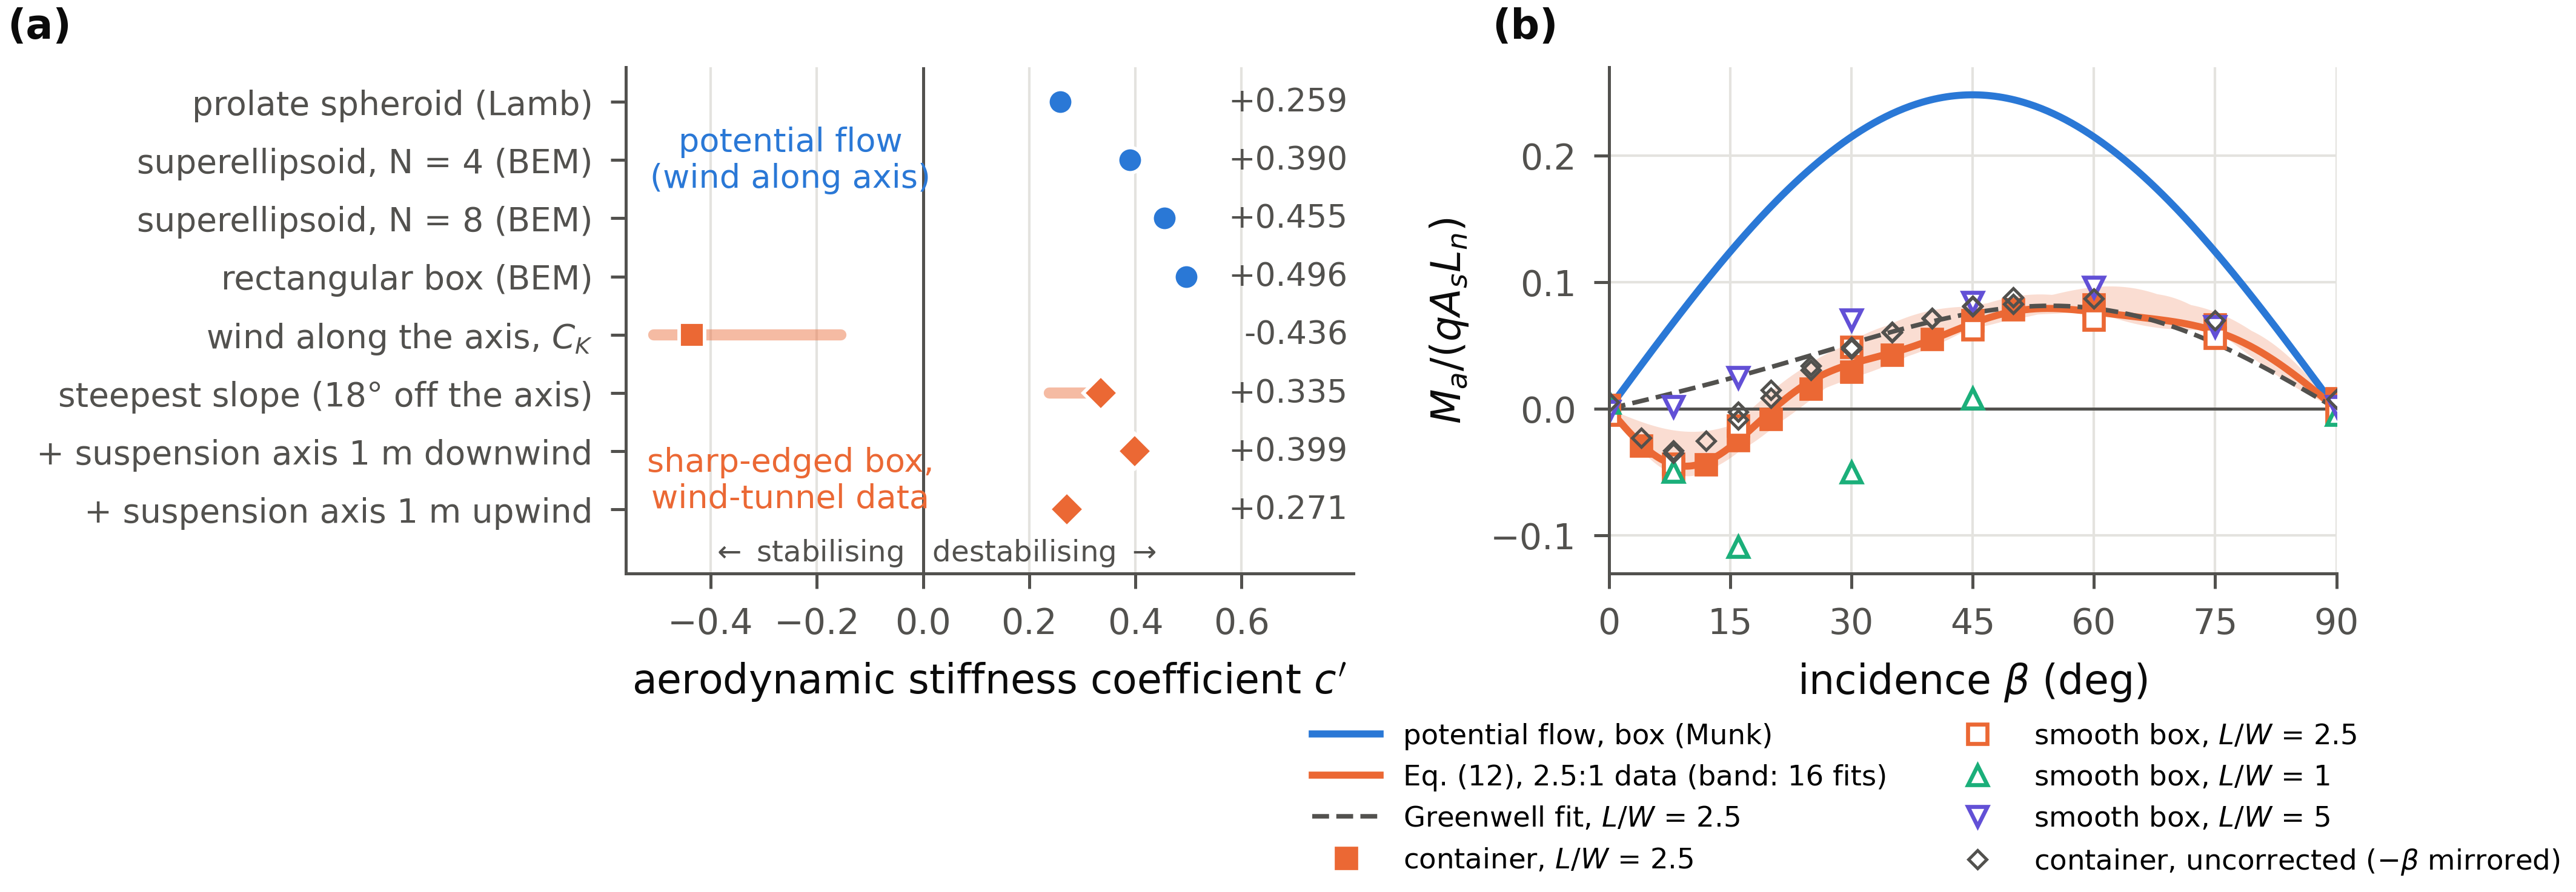 (a)
prolate spheroid (Lamb)
superellipsoid, N = 4 (BEM)
superellipsoid, N = 8 (BEM)
rectangular box (BEM)
wind along the axis, C_K
steepest slope (18° off the axis)
+ suspension axis 1 m downwind
+ suspension axis 1 m upwind
potential flow
(wind along axis)
sharp-edged box,
wind-tunnel data
← stabilising
destabilising →
+0.259
+0.390
+0.455
+0.496
-0.436
+0.335
+0.399
+0.271
−0.4
−0.2
0.0
0.2
0.4
0.6
aerodynamic stiffness coefficient c′
(b)
M_a/(qA_sL_n)
0.2
0.1
0.0
−0.1
0
15
30
45
60
75
90
incidence β (deg)
potential flow, box (Munk)
Eq. (12), 2.5:1 data (band: 16 fits)
Greenwell fit, L/W = 2.5
container, L/W = 2.5
smooth box, L/W = 2.5
smooth box, L/W = 1
smooth box, L/W = 5
container, uncorrected (−β mirrored)